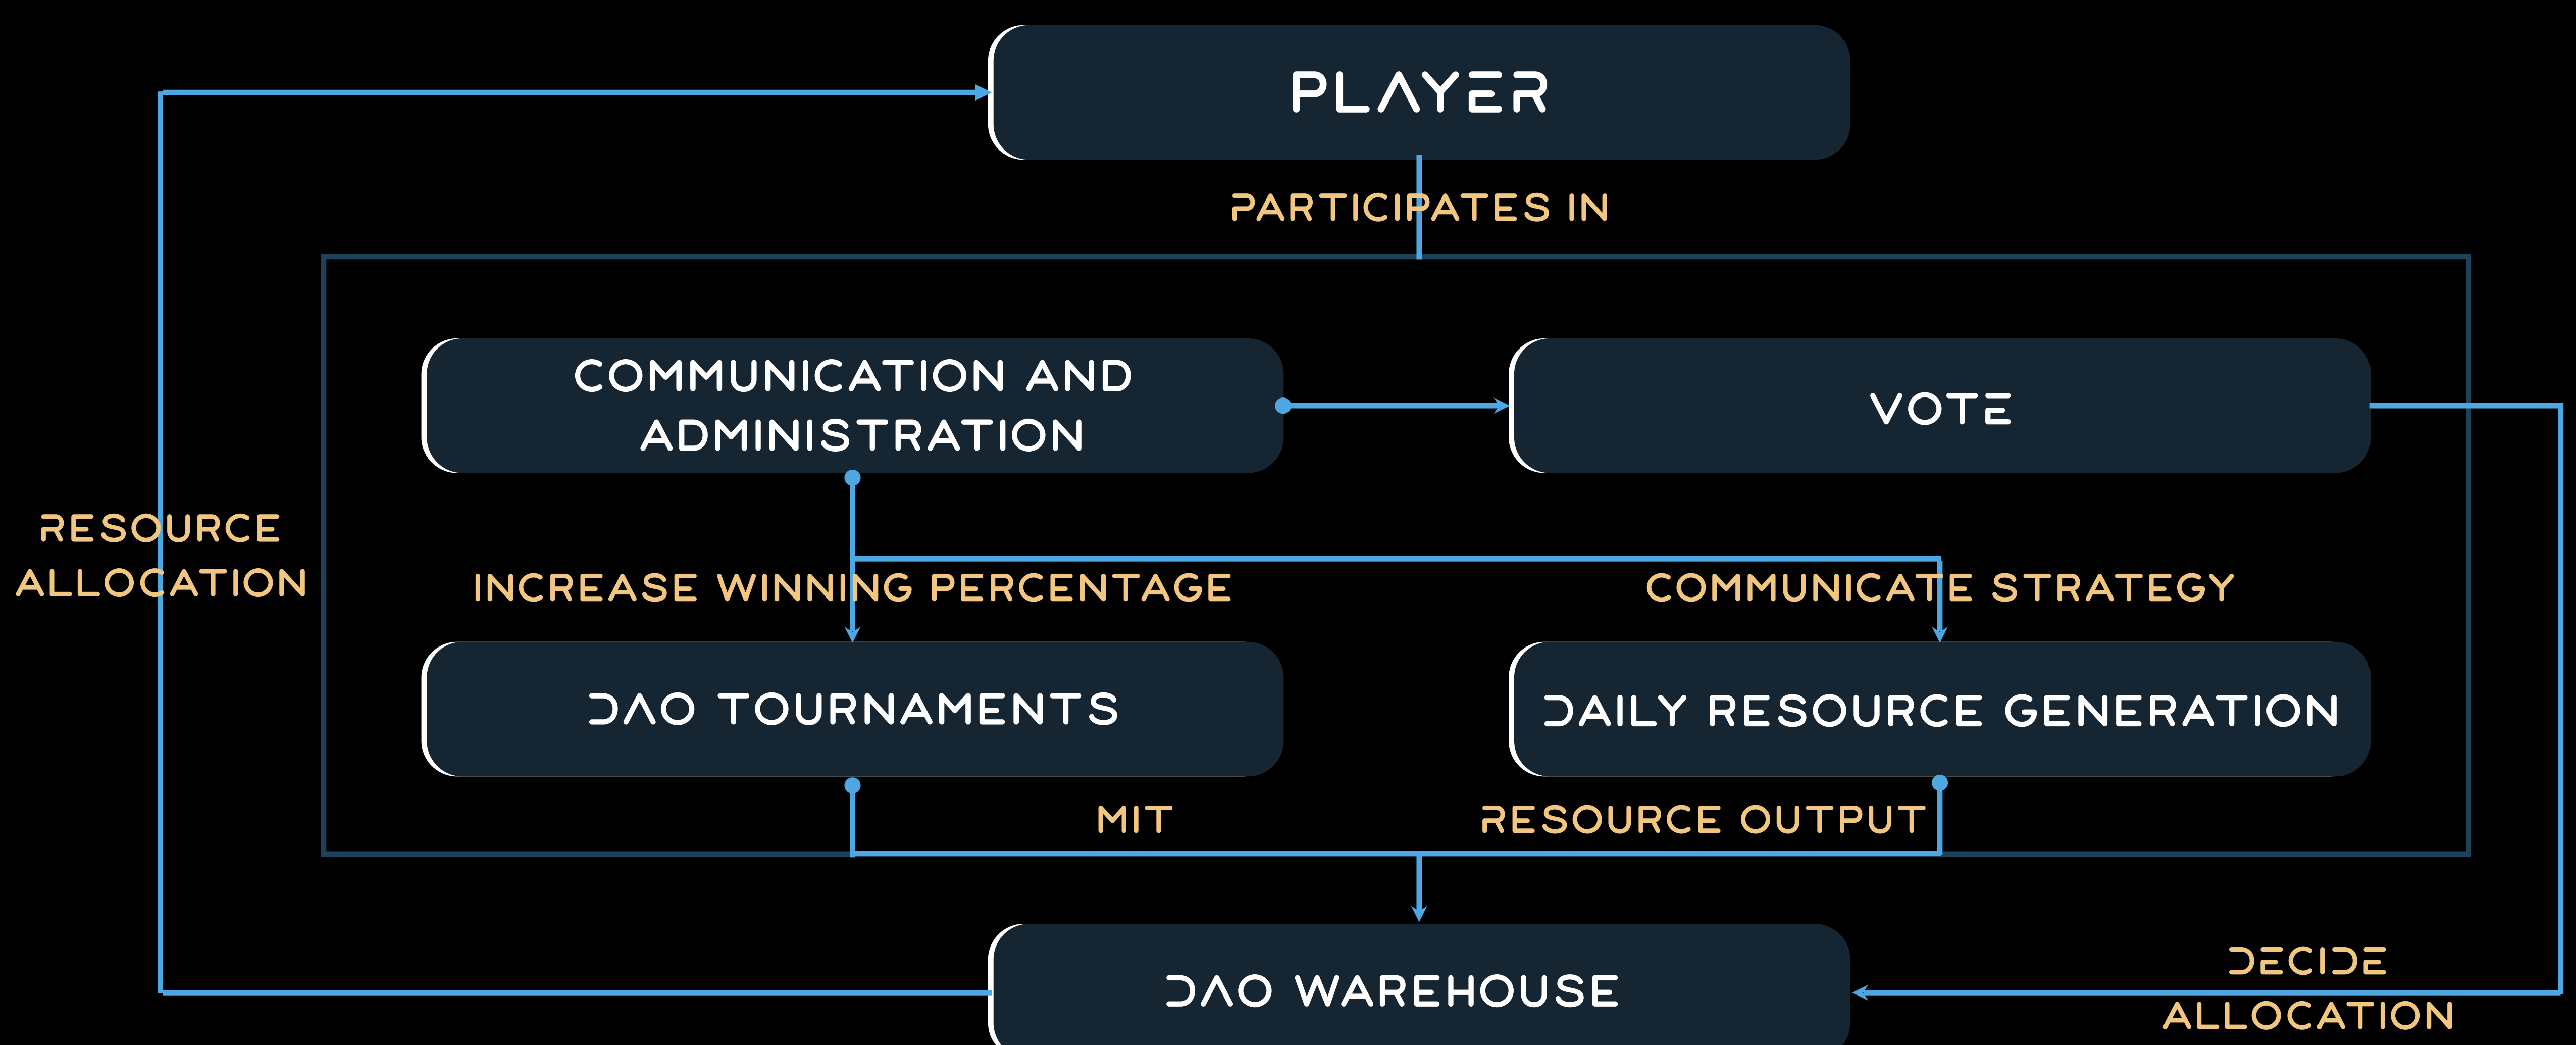 PLAYER
PARTICIPATES IN
COMMUNICATION AND
ADMINISTRATION
VOTE
RESOURCE
ALLOCATION
INCREASE WINNING PERCENTAGE
COMMUNICATE STRATEGY
DAO TOURNAMENTS
DAILY RESOURCE GENERATION
MIT
RESOURCE OUTPUT
DAO WAREHOUSE
DECIDE
ALLOCATION